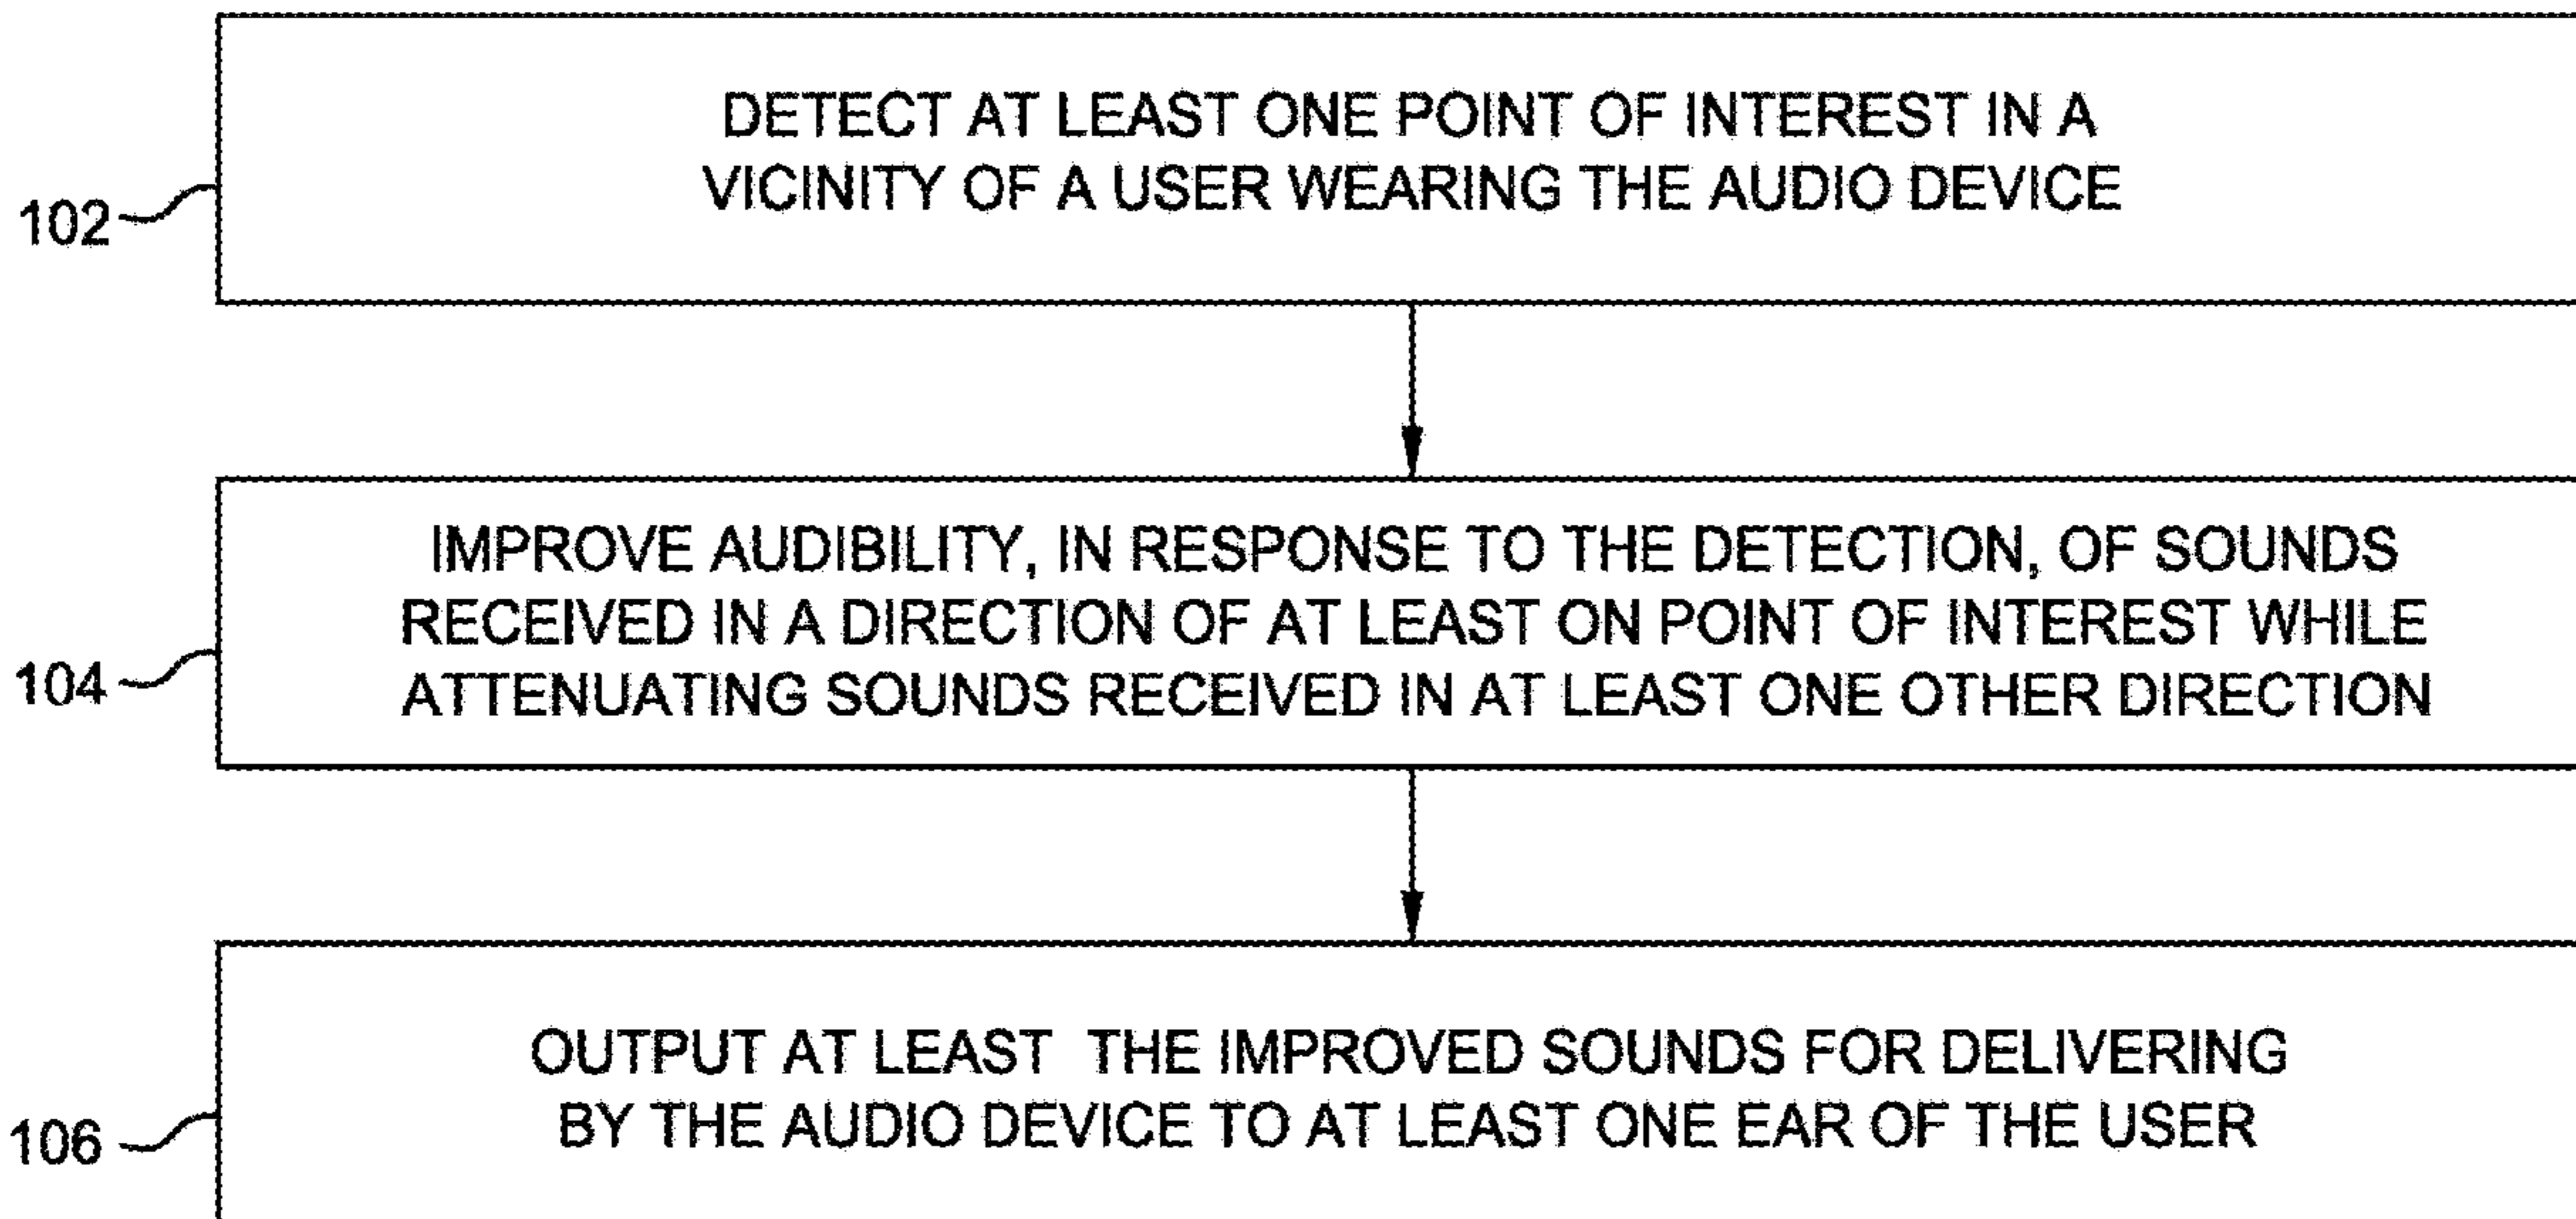 DETECT AT LEAST ONE POINT OF INTEREST IN A
VICINITY OF A USER WEARING THE AUDIO DEVICE
102
IMPROVE AUDIBILITY, IN RESPONSE TO THE DETECTION, OF SOUNDS
RECEIVED IN A DIRECTION OF AT LEAST ON POINT OF INTEREST WHILE
ATTENUATING SOUNDS RECEIVED IN AT LEAST ONE OTHER DIRECTION
104
OUTPUT AT LEAST THE IMPROVED SOUNDS FOR DELIVERING
BY THE AUDIO DEVICE TO AT LEAST ONE EAR OF THE USER
106